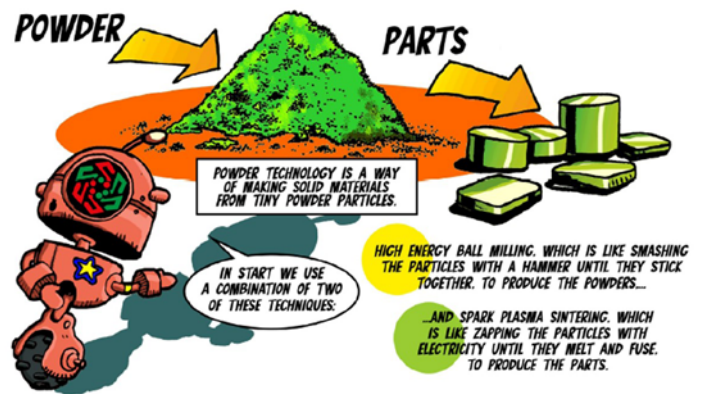 POWDER
PARTS
POWDER TECHNOLOGY IS A WAY
OF MAKING SOLID MATERIALS
FROM TINY POWDER PARTICLES.
IN START WE USE
A COMBINATION OF TWO
OF THESE TECHNIQUES:
HIGH ENERGY BALL MILLING, WHICH IS LIKE SMASHING
THE PARTICLES WITH A HAMMER UNTIL THEY STICK
TOGETHER, TO PRODUCE THE POWDERS....
...AND SPARK PLASMA SINTERING, WHICH
IS LIKE ZAPPING THE PARTICLES WITH
ELECTRICITY UNTIL THEY MELT AND FUSE,
TO PRODUCE THE PARTS.